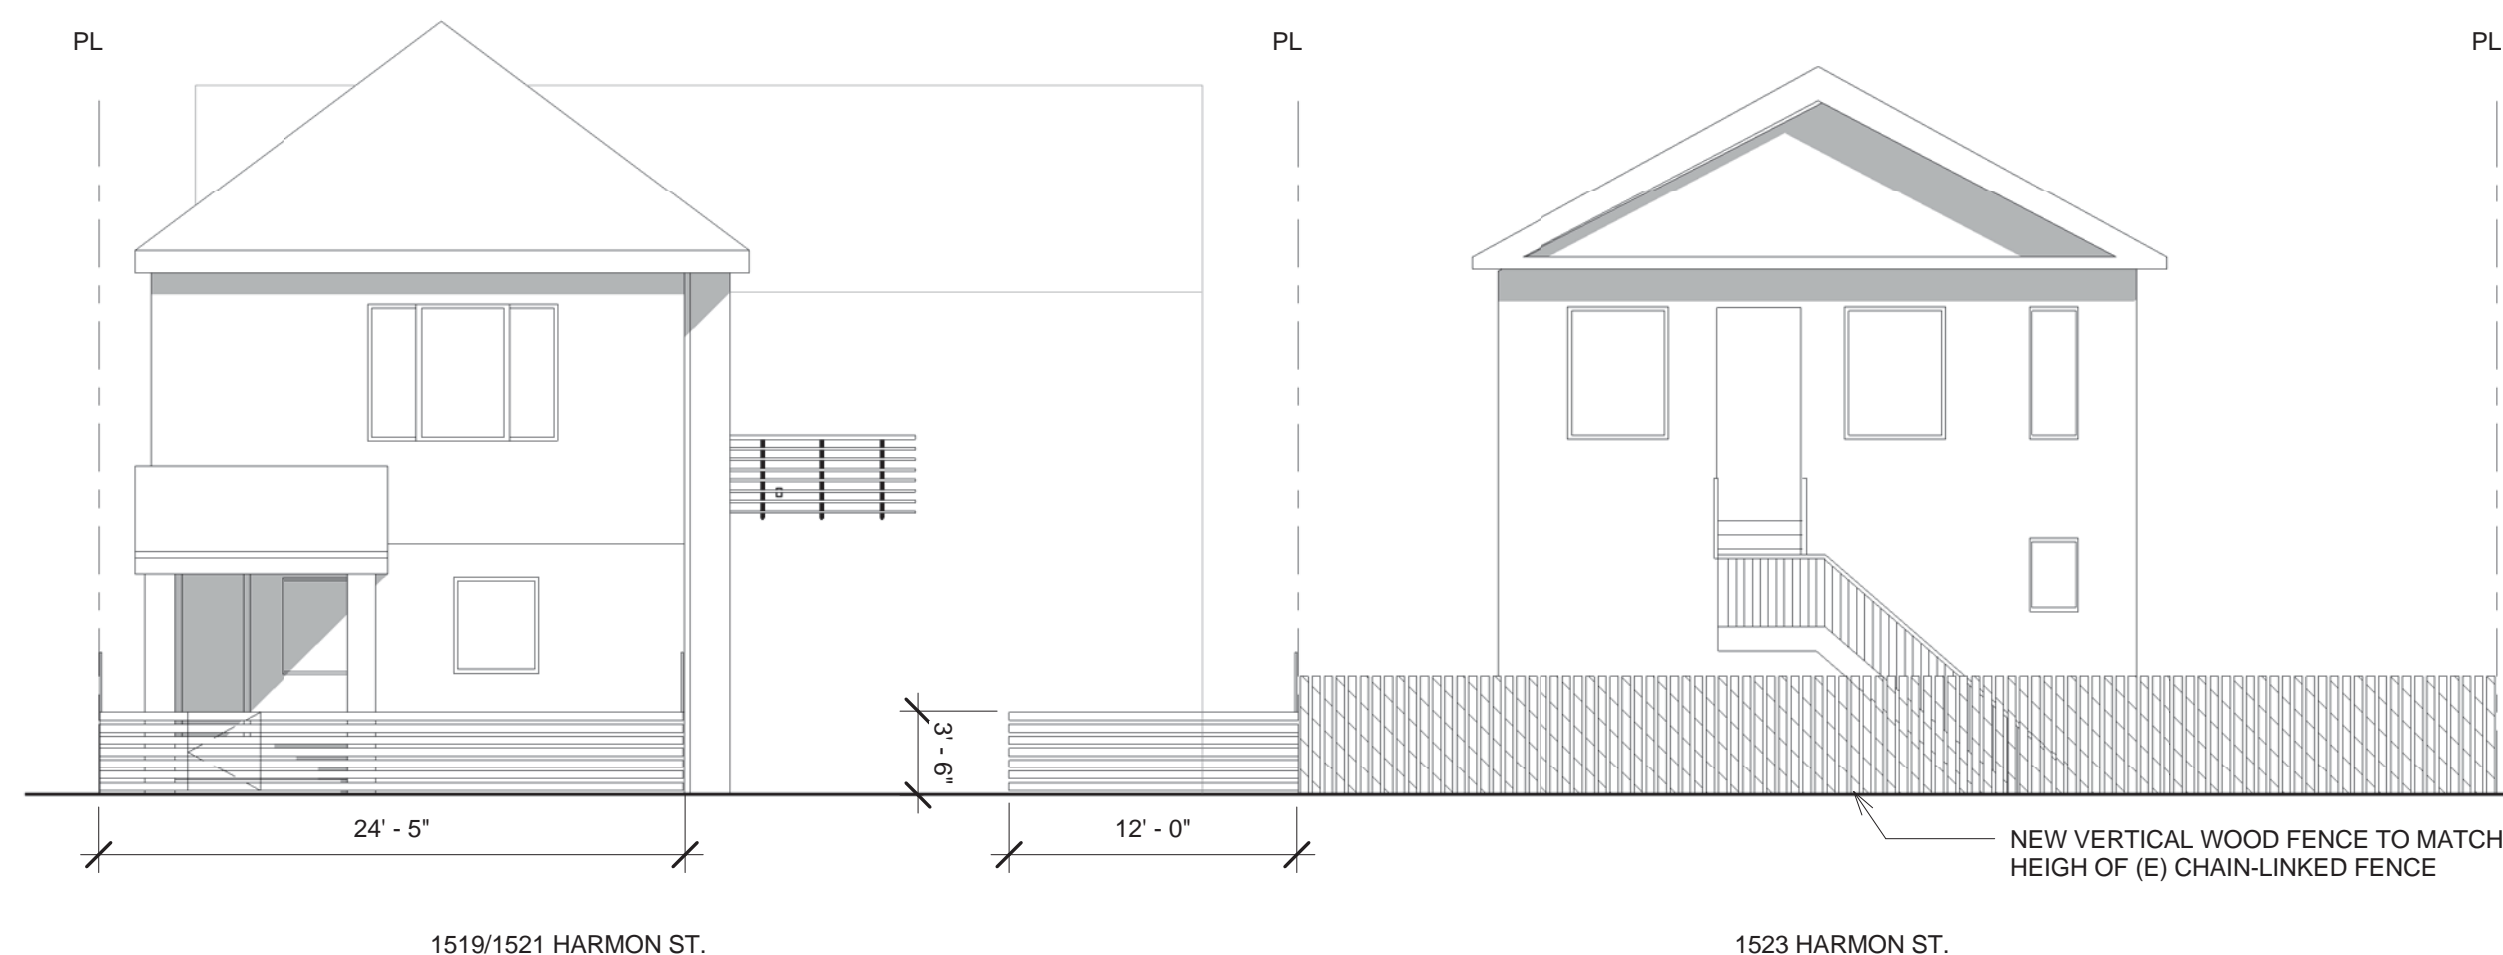 PL
PL
PL
3' - 6"
24' - 5"
12' - 0"
NEW VERTICAL WOOD FENCE TO MATCH
HEIGH OF (E) CHAIN-LINKED FENCE
1519/1521 HARMON ST.
1523 HARMON ST.